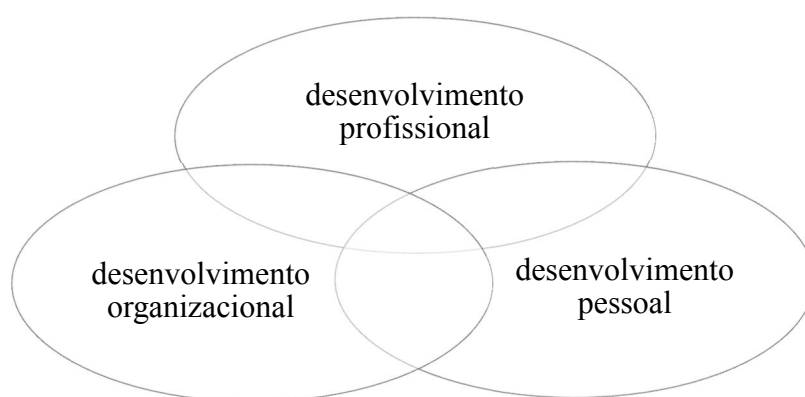 desenvolvimento
profissional
desenvolvimento
organizacional
desenvolvimento
pessoal